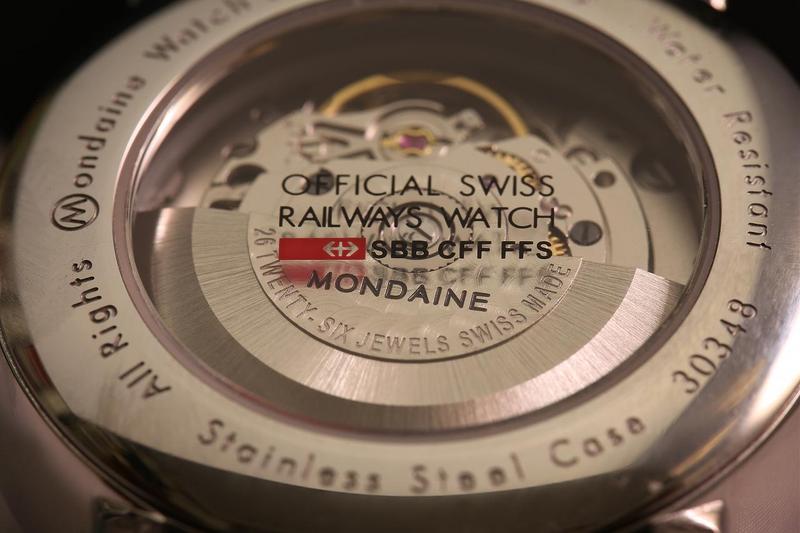 OFFICIAL SWISS
RAILWAYS WATCH
SBB CFF FFS
MONDAINE
26 TWENTY-SIX JEWELS SWISS MADE
Mondaine Watch
Water Resistant
30348
Stainless Steel Case
All Rights